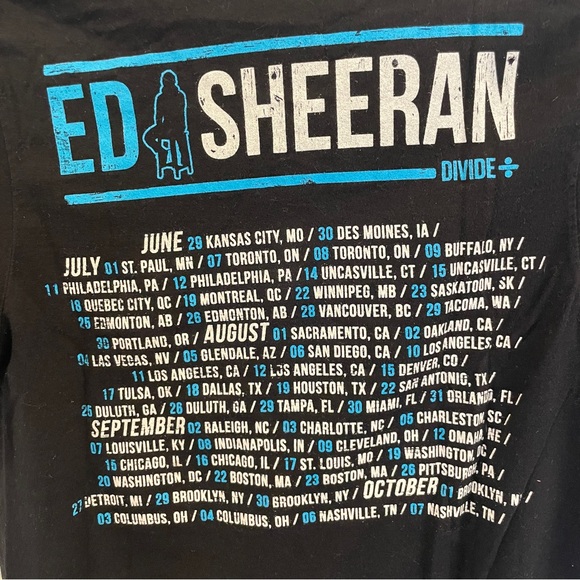 ED SHEERAN
DIVIDE ÷
JUNE 29 KANSAS CITY, MO / 30 DES MOINES, IA /
JULY 01 ST. PAUL, MN / 07 TORONTO, ON / 08 TORONTO, ON / 09 BUFFALO, NY /
11 PHILADELPHIA, PA / 12 PHILADELPHIA, PA / 14 UNCASVILLE, CT / 15 UNCASVILLE, CT /
18 QUEBEC CITY, QC / 19 MONTREAL, QC / 22 WINNIPEG, MB / 23 SASKATOON, SK /
25 EDMONTON, AB / 26 EDMONTON, AB / 28 VANCOUVER, BC / 29 TACOMA, WA /
30 PORTLAND, OR / AUGUST 01 SACRAMENTO, CA / 02 OAKLAND, CA /
04 LAS VEGAS, NV / 05 GLENDALE, AZ / 06 SAN DIEGO, CA / 10 LOS ANGELES, CA /
11 LOS ANGELES, CA / 12 LOS ANGELES, CA / 15 DENVER, CO /
17 TULSA, OK / 18 DALLAS, TX / 19 HOUSTON, TX / 22 SAN ANTONIO, TX /
25 DULUTH, GA / 26 DULUTH, GA / 29 TAMPA, FL / 30 MIAMI, FL / 31 ORLANDO, FL /
SEPTEMBER 02 RALEIGH, NC / 03 CHARLOTTE, NC / 05 CHARLESTON, SC /
07 LOUISVILLE, KY / 08 INDIANAPOLIS, IN / 09 CLEVELAND, OH / 12 OMAHA, NE /
15 CHICAGO, IL / 16 CHICAGO, IL / 17 ST. LOUIS, MO / 19 WASHINGTON, DC /
20 WASHINGTON, DC / 22 BOSTON, MA / 23 BOSTON, MA / 26 PITTSBURGH, PA /
27 DETROIT, MI / 29 BROOKLYN, NY / 30 BROOKLYN, NY / OCTOBER 01 BROOKLYN, NY /
03 COLUMBUS, OH / 04 COLUMBUS, OH / 06 NASHVILLE, TN / 07 NASHVILLE, TN /